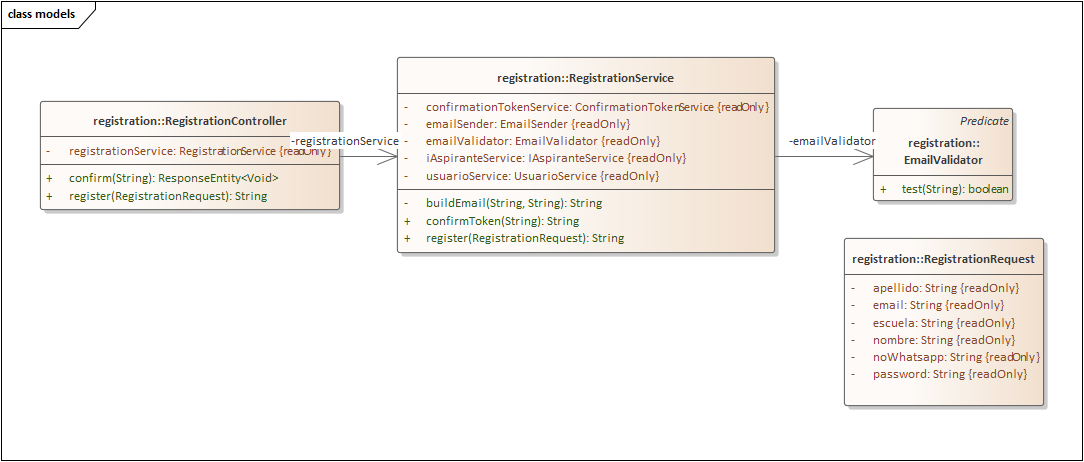 class models
registration::RegistrationController
- registrationService: RegistrationService {readOnly}
+ confirm(String): ResponseEntity<Void>
+ register(RegistrationRequest): String
-registrationService
registration::RegistrationService
- confirmationTokenService: ConfirmationTokenService {readOnly}
- emailSender: EmailSender {readOnly}
- emailValidator: EmailValidator {readOnly}
- iAspiranteService: IAspiranteService {readOnly}
- usuarioService: UsuarioService {readOnly}
- buildEmail(String, String): String
+ confirmToken(String): String
+ register(RegistrationRequest): String
-emailValidator
Predicate
registration::
EmailValidator
+ test(String): boolean
registration::RegistrationRequest
- apellido: String {readOnly}
- email: String {readOnly}
- escuela: String {readOnly}
- nombre: String {readOnly}
- noWhatsapp: String {readOnly}
- password: String {readOnly}